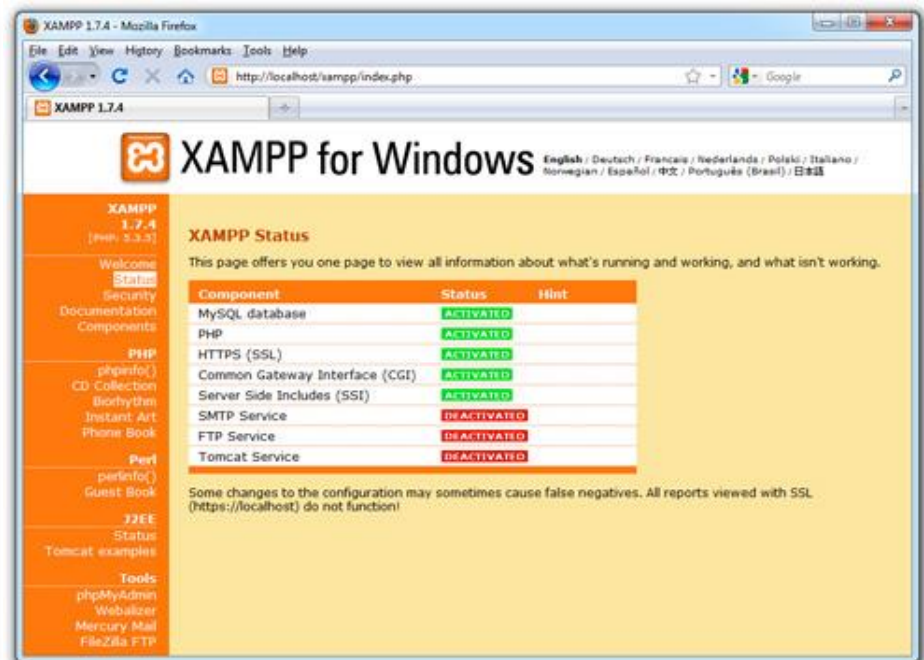 XAMPP 1.7.4 - Mozilla Firefox
File Edit View History Bookmarks Tools Help
http://localhost/xampp/index.php
Google
XAMPP 1.7.4
XAMPP for Windows
English / Deutsch / Francais / Nederlands / Polski / Italiano /
Norwegian / Español / 中文 / Português (Brasil) / 日本語
XAMPP
1.7.4
[PHP: 5.3.5]
Welcome
Status
Security
Documentation
Components
PHP
phpinfo()
CD Collection
Biorhythm
Instant Art
Phone Book
Perl
perlinfo()
Guest Book
J2EE
Status
Tomcat examples
Tools
phpMyAdmin
Webalizer
Mercury Mail
FileZilla FTP
XAMPP Status
This page offers you one page to view all information about what's running and working, and what isn't working.
Component Status Hint
MySQL database ACTIVATED
PHP ACTIVATED
HTTPS (SSL) ACTIVATED
Common Gateway Interface (CGI) ACTIVATED
Server Side Includes (SSI) ACTIVATED
SMTP Service DEACTIVATED
FTP Service DEACTIVATED
Tomcat Service DEACTIVATED
Some changes to the configuration may sometimes cause false negatives. All reports viewed with SSL
(https://localhost) do not function!